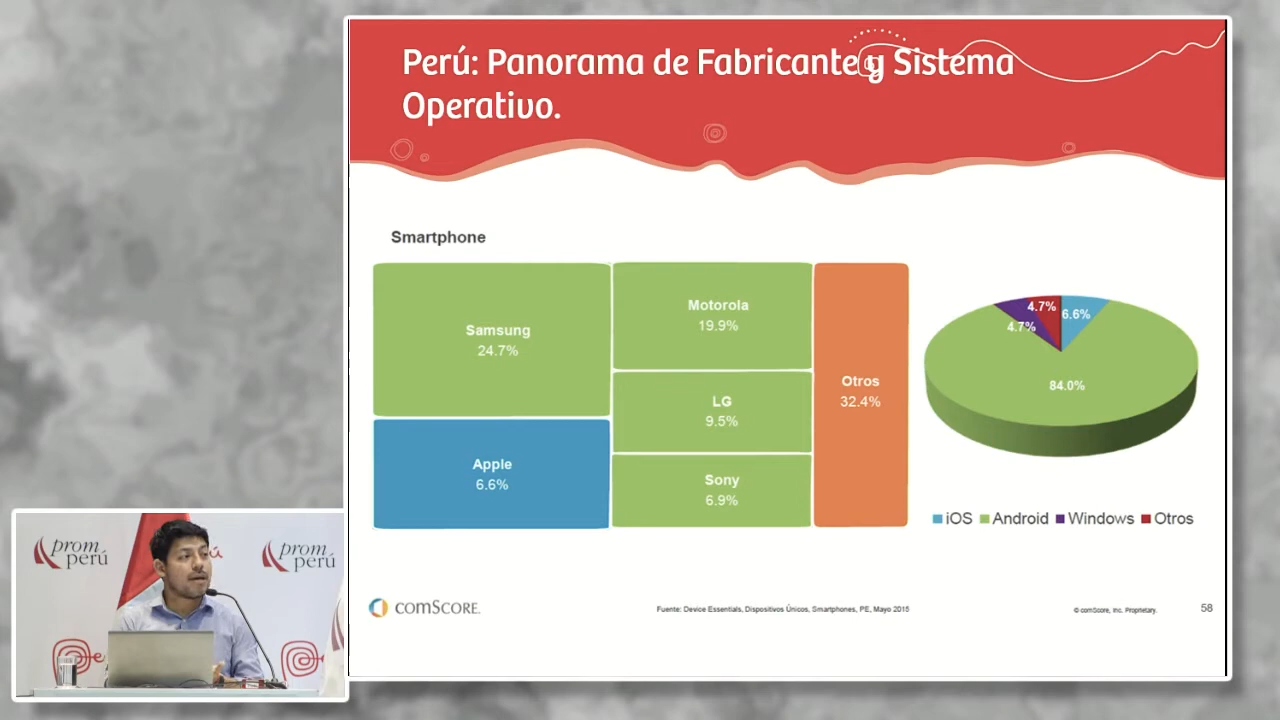 Perú: Panorama de Fabricante y Sistema
Operativo.
Smartphone
Samsung
24.7%
Apple
6.6%
Motorola
19.9%
LG
9.5%
Sony
6.9%
Otros
32.4%
4.7%
4.7%
6.6%
84.0%
iOS Android Windows Otros
comScore.
Fuente: Device Essentials, Dispositivos Únicos, Smartphones, PE, Mayo 2015
© comScore, Inc. Proprietary.
58
prom
perú
prom
perú